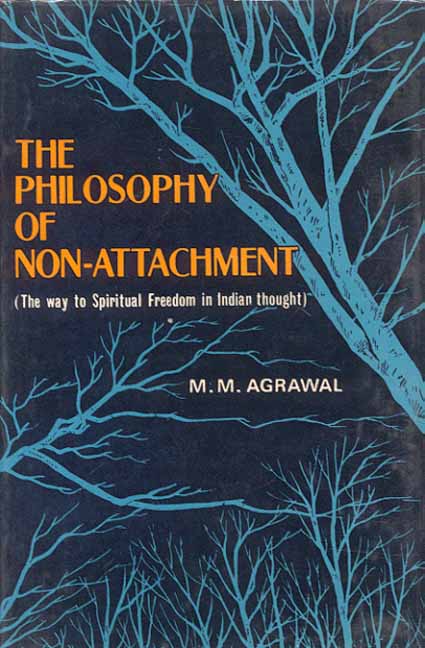 THE
PHILOSOPHY
OF
NON-ATTACHMENT
(The way to Spiritual Freedom in Indian thought)
M. M. AGRAWAL